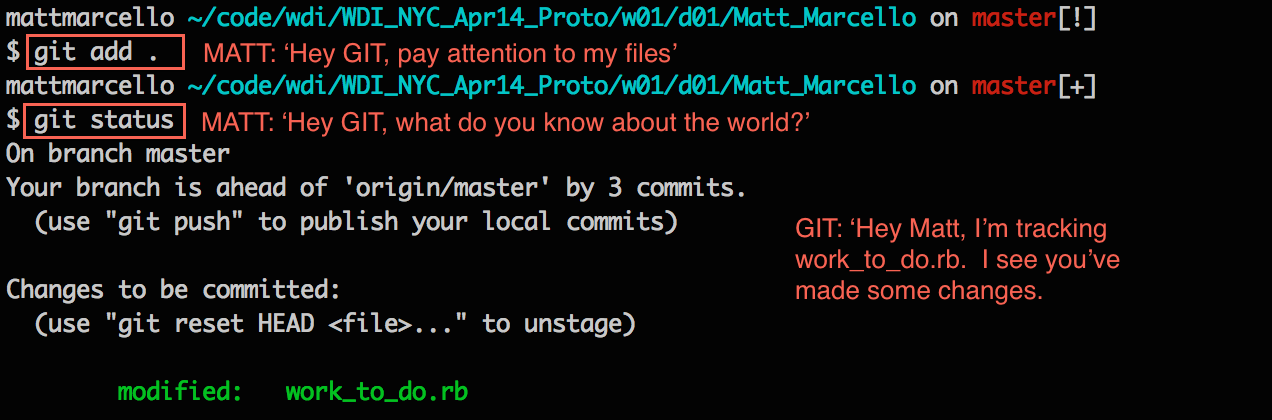 mattmarcello ~/code/wdi/WDI_NYC_Apr14_Proto/w01/d01/Matt_Marcello on master[!]
$ git add . MATT: ‘Hey GIT, pay attention to my files’
mattmarcello ~/code/wdi/WDI_NYC_Apr14_Proto/w01/d01/Matt_Marcello on master[+]
$ git status MATT: ‘Hey GIT, what do you know about the world?’
On branch master
Your branch is ahead of 'origin/master' by 3 commits.
(use "git push" to publish your local commits)
GIT: ‘Hey Matt, I’m tracking
work_to_do.rb. I see you’ve
made some changes.
Changes to be committed:
(use "git reset HEAD <file>..." to unstage)
modified: work_to_do.rb